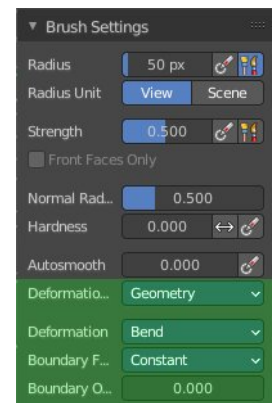 Brush Settings
Radius 50 px
Radius Unit View Scene
Strength 0.500
Front Faces Only
Normal Rad... 0.500
Hardness 0.000
Autosmooth 0.000
Deformatio... Geometry
Deformation Bend
Boundary F... Constant
Boundary O... 0.000